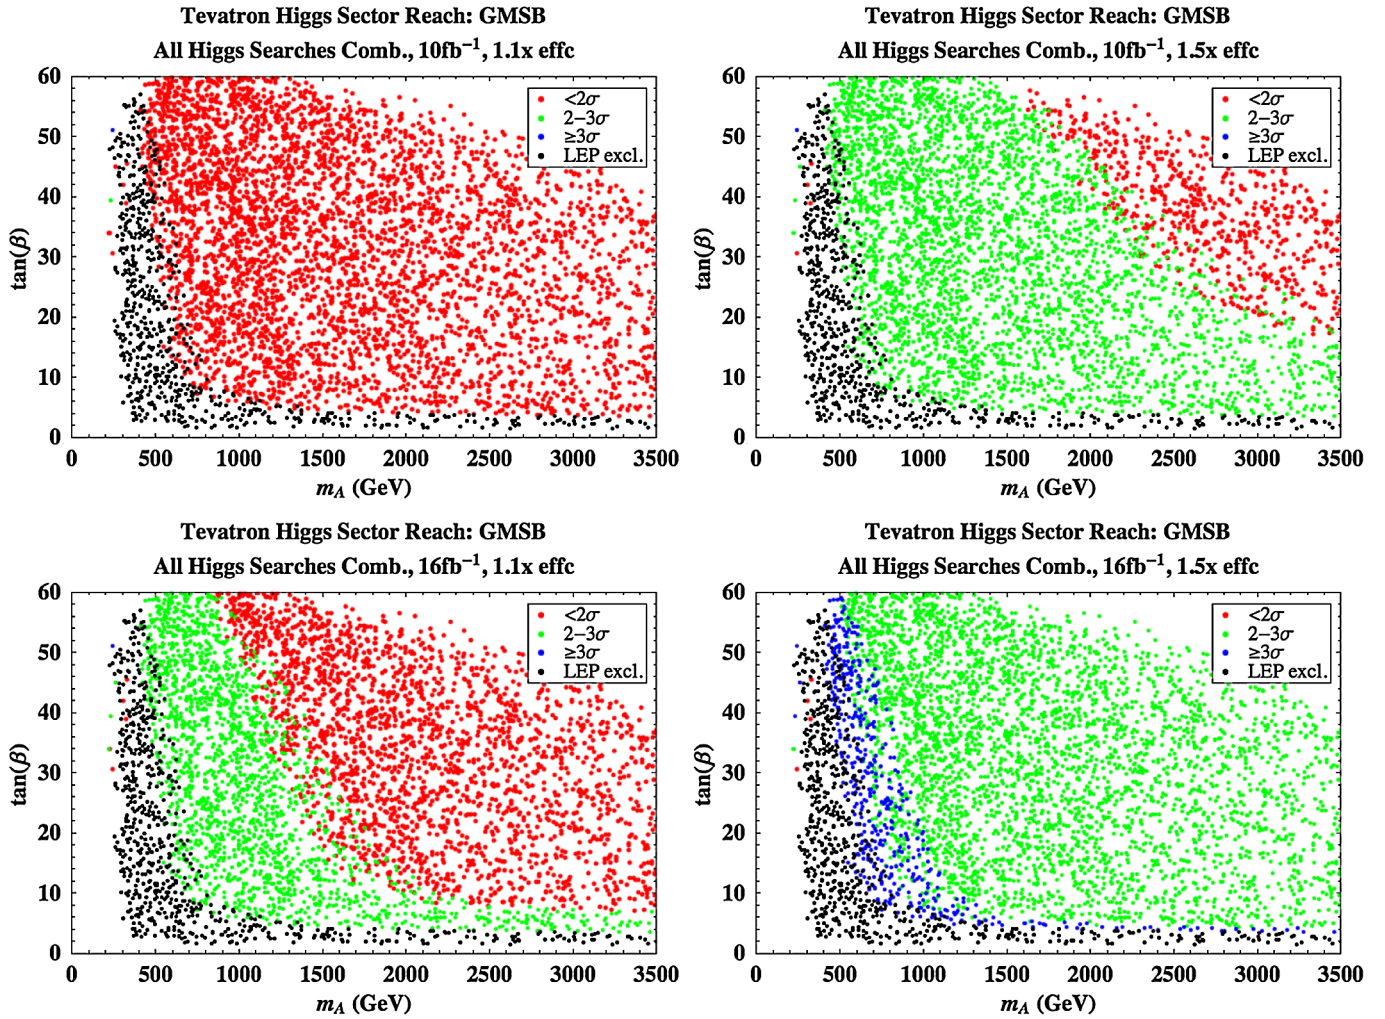 Tevatron Higgs Sector Reach: GMSB
All Higgs Searches Comb., 10fb⁻¹, 1.1x effc
60
50
40
30
20
10
0
tan(β)
<2σ
2−3σ
≥3σ
LEP excl.
0 500 1000 1500 2000 2500 3000 3500
m_A (GeV)
Tevatron Higgs Sector Reach: GMSB
All Higgs Searches Comb., 10fb⁻¹, 1.5x effc
60
50
40
30
20
10
0
tan(β)
<2σ
2−3σ
≥3σ
LEP excl.
0 500 1000 1500 2000 2500 3000 3500
m_A (GeV)
Tevatron Higgs Sector Reach: GMSB
All Higgs Searches Comb., 16fb⁻¹, 1.1x effc
60
50
40
30
20
10
0
tan(β)
<2σ
2−3σ
≥3σ
LEP excl.
0 500 1000 1500 2000 2500 3000 3500
m_A (GeV)
Tevatron Higgs Sector Reach: GMSB
All Higgs Searches Comb., 16fb⁻¹, 1.5x effc
60
50
40
30
20
10
0
tan(β)
<2σ
2−3σ
≥3σ
LEP excl.
0 500 1000 1500 2000 2500 3000 3500
m_A (GeV)